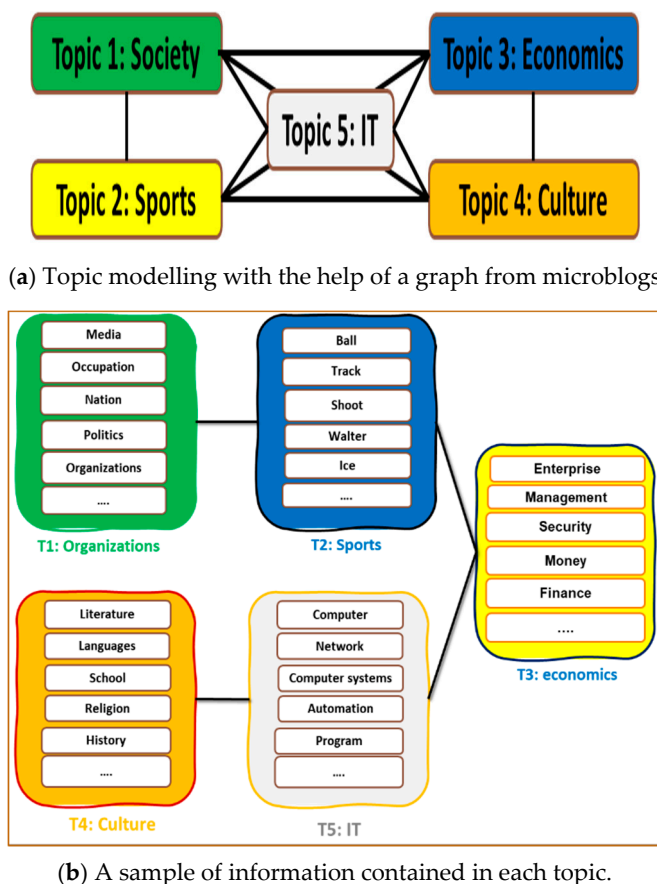 Topic 1: Society
Topic 3: Economics
Topic 5: IT
Topic 2: Sports
Topic 4: Culture
(a) Topic modelling with the help of a graph from microblogs
Media
Occupation
Nation
Politics
Organizations
....
T1: Organizations
Ball
Track
Shoot
Walter
Ice
....
T2: Sports
Enterprise
Management
Security
Money
Finance
....
T3: economics
Literature
Languages
School
Religion
History
....
T4: Culture
Computer
Network
Computer systems
Automation
Program
....
T5: IT
(b) A sample of information contained in each topic.